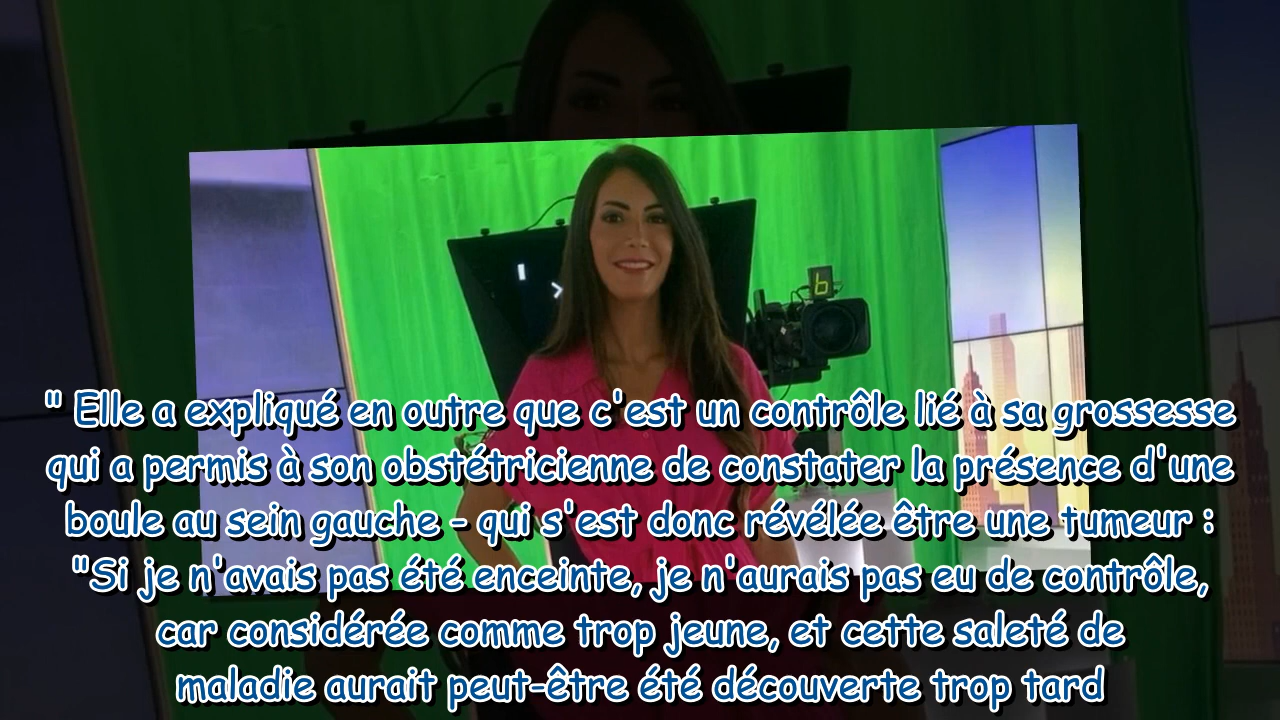 " Elle a expliqué en outre que c'est un contrôle lié à sa grossesse
qui a permis à son obstétricienne de constater la présence d'une
boule au sein gauche - qui s'est donc révélée être une tumeur :
"Si je n'avais pas été enceinte, je n'aurais pas eu de contrôle,
car considérée comme trop jeune, et cette saleté de
maladie aurait peut-être été découverte trop tard
6